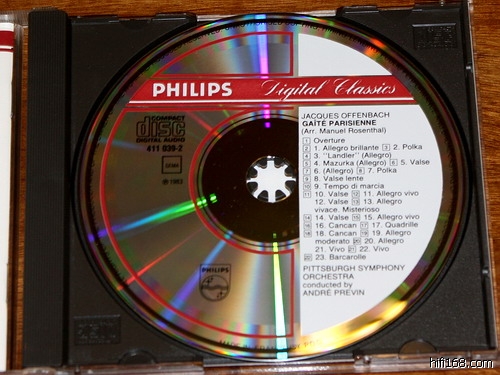 PHILIPS Digital Classics
COMPACT
disc
DIGITAL AUDIO
411 039-2
℗ 1983
PHILIPS
JACQUES OFFENBACH
GAÎTÉ PARISIENNE
(Arr. Manuel Rosenthal)
1 Overture
2 1. Allegro brillante 3 2. Polka
4 3. "Landler" (Allegro)
5 4. Mazurka (Allegro) 6 5. Valse
7 6. (Allegro) 8 7. Polka
9 8. Valse lente
10 9. Tempo di marcia
11 10. Valse 12 11. Allegro vivo
12. Valse 13 13. Allegro
vivace. Misterioso
14 14. Valse 15 15. Allegro vivo
16 16. Cancan 17 17. Quadrille
18 18. Cancan 19 19. Allegro
moderato 20 20. Allegro
21. Vivo 21 22. Vivo
22 23. Barcarolle
PITTSBURGH SYMPHONY
ORCHESTRA
conducted by
ANDRÉ PREVIN
hifi168.com